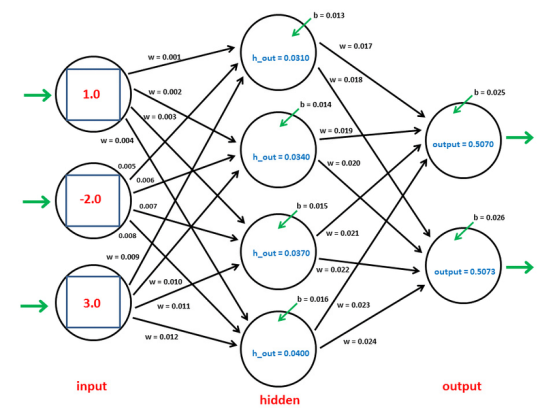 b = 0.013
w = 0.001
w = 0.017
h_out = 0.0310
w = 0.018
1.0
w = 0.002
b = 0.025
w = 0.003
b = 0.014
w = 0.004
w = 0.019
h_out = 0.0340
output = 0.5070
w = 0.020
0.005
0.006
-2.0
0.007
b = 0.015
b = 0.026
0.008
w = 0.021
h_out = 0.0370
w = 0.009
w = 0.022
output = 0.5073
w = 0.010
3.0
w = 0.011
b = 0.016
w = 0.023
w = 0.012
w = 0.024
h_out = 0.0400
input
hidden
output